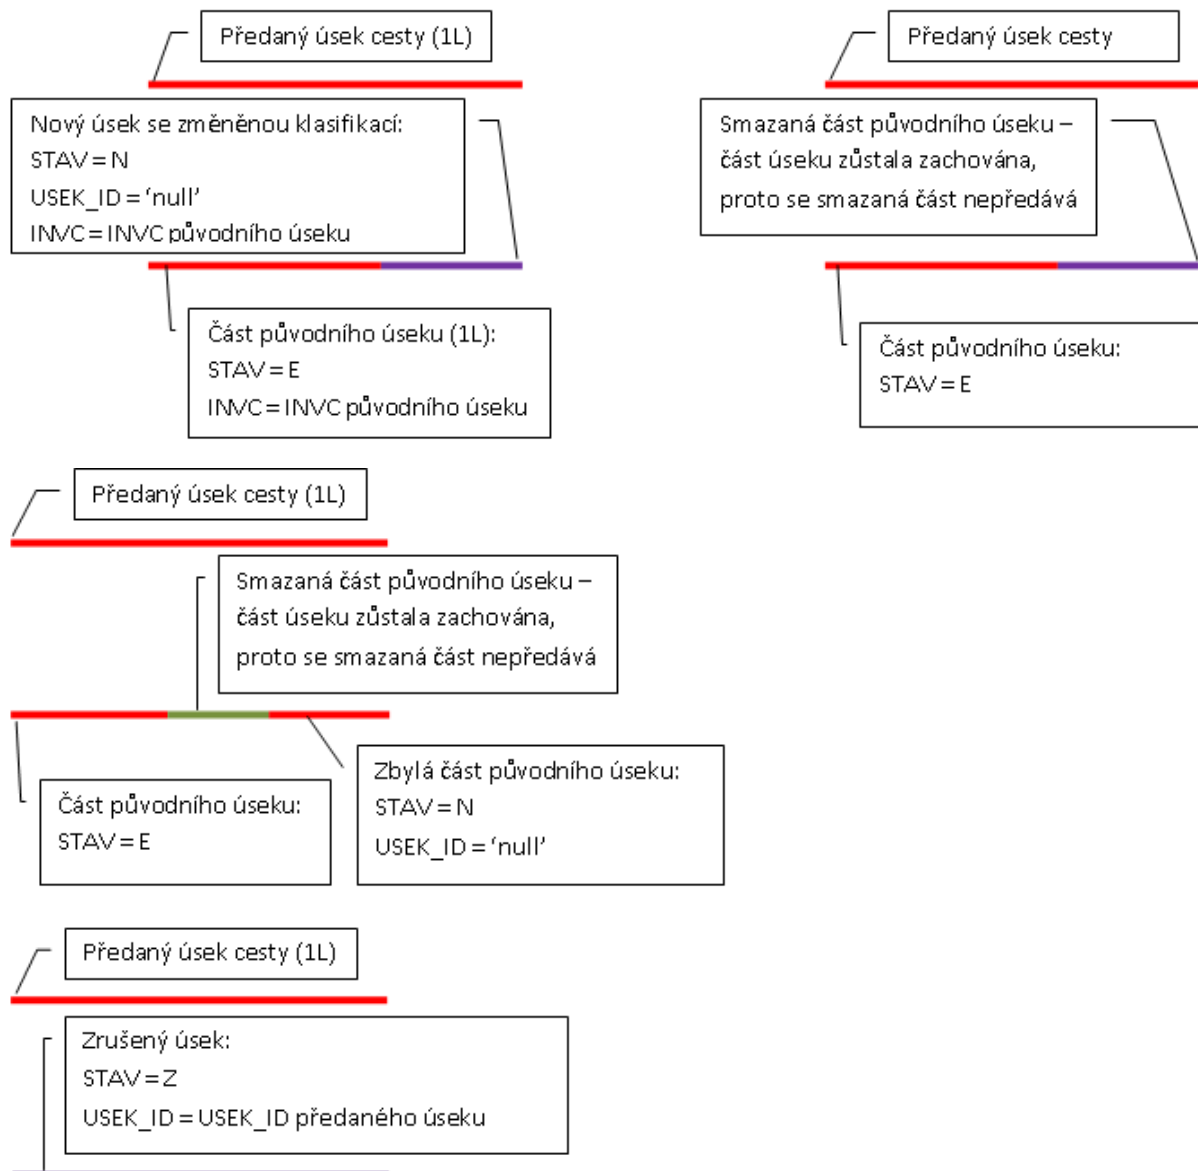 Předaný úsek cesty (1L)
Nový úsek se změněnou klasifikací:
STAV = N
USEK_ID = ‘null’
INVC = INVC původního úseku
Část původního úseku (1L):
STAV = E
INVC = INVC původního úseku
Předaný úsek cesty
Smazaná část původního úseku –
část úseku zůstala zachována,
proto se smazaná část nepředává
Část původního úseku:
STAV = E
Předaný úsek cesty (1L)
Smazaná část původního úseku –
část úseku zůstala zachována,
proto se smazaná část nepředává
Část původního úseku:
STAV = E
Zbylá část původního úseku:
STAV = N
USEK_ID = ‘null’
Předaný úsek cesty (1L)
Zrušený úsek:
STAV = Z
USEK_ID = USEK_ID předaného úseku